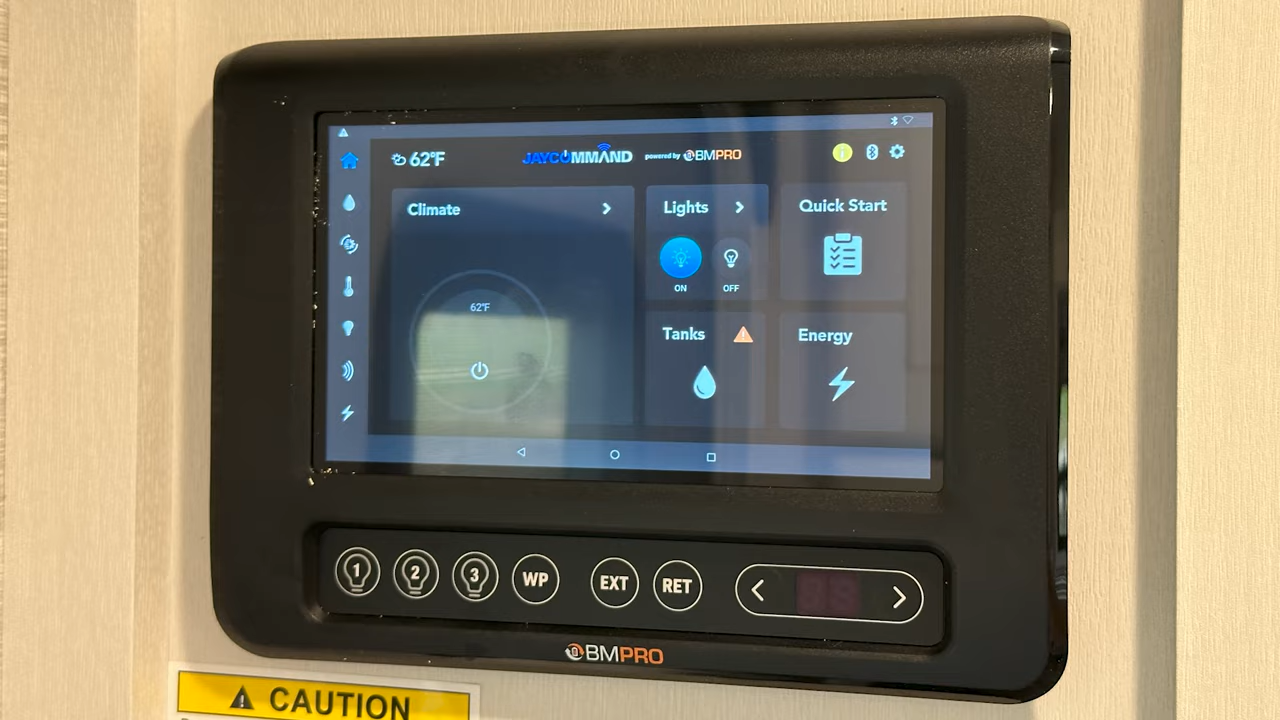 62°F
JAYCOMMAND powered by BMPRO
Climate
Lights
Quick Start
ON
OFF
62°F
Tanks
Energy
1 2 3 WP EXT RET
BMPRO
CAUTION